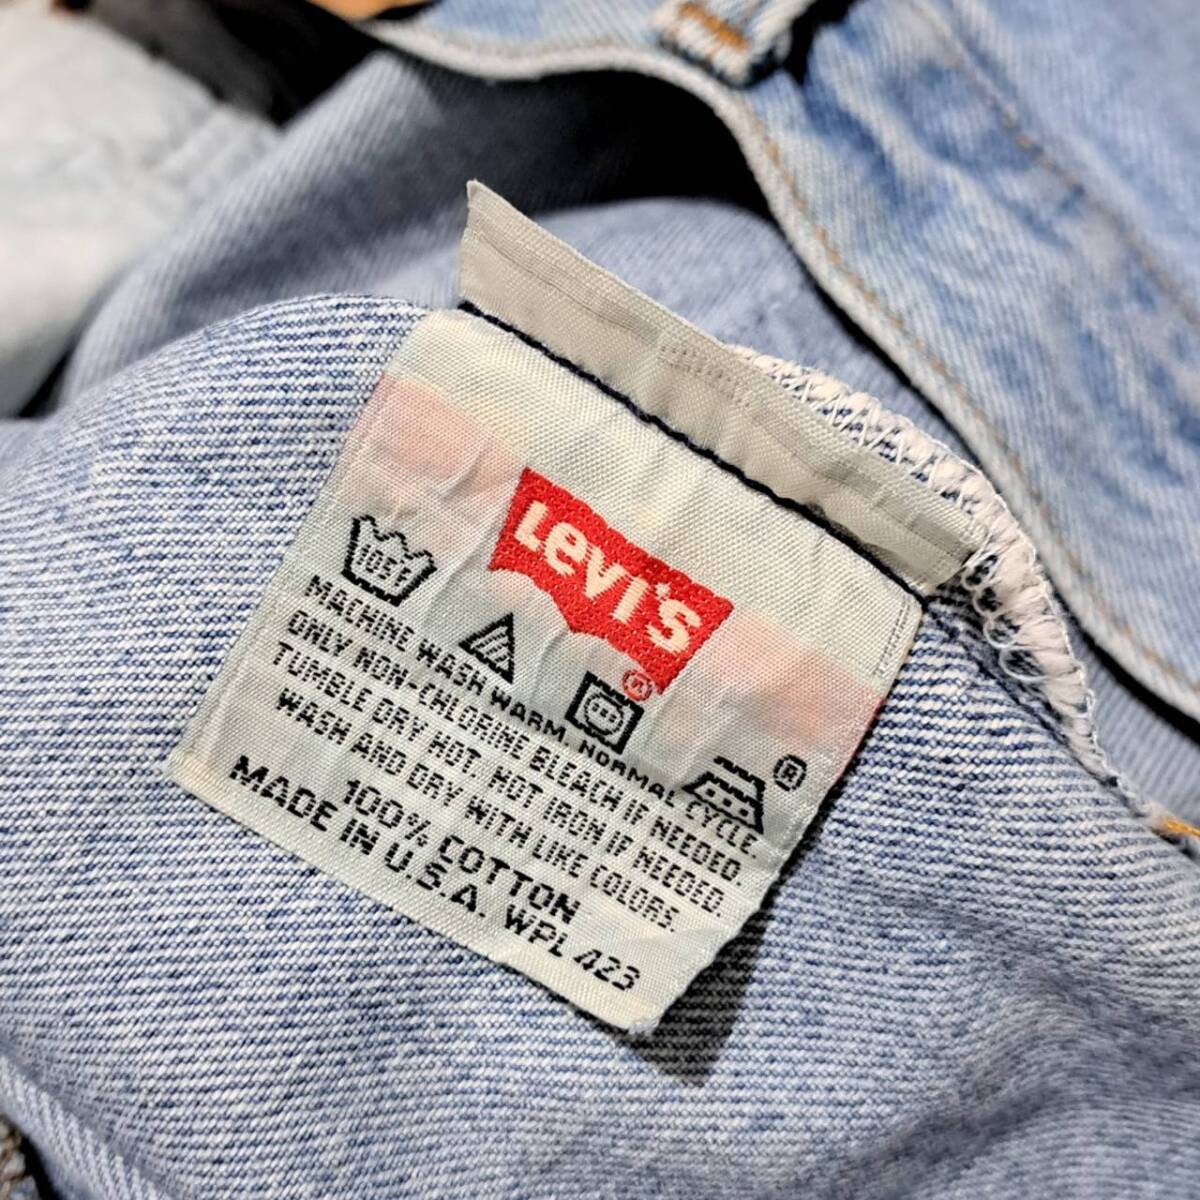 Levi's
®
105F
®
MACHINE WASH WARM, NORMAL CYCLE.
ONLY NON-CHLORINE BLEACH IF NEEDED.
TUMBLE DRY HOT. HOT IRON IF NEEDED.
WASH AND DRY WITH LIKE COLORS.
100% COTTON
MADE IN U.S.A. WPL 423